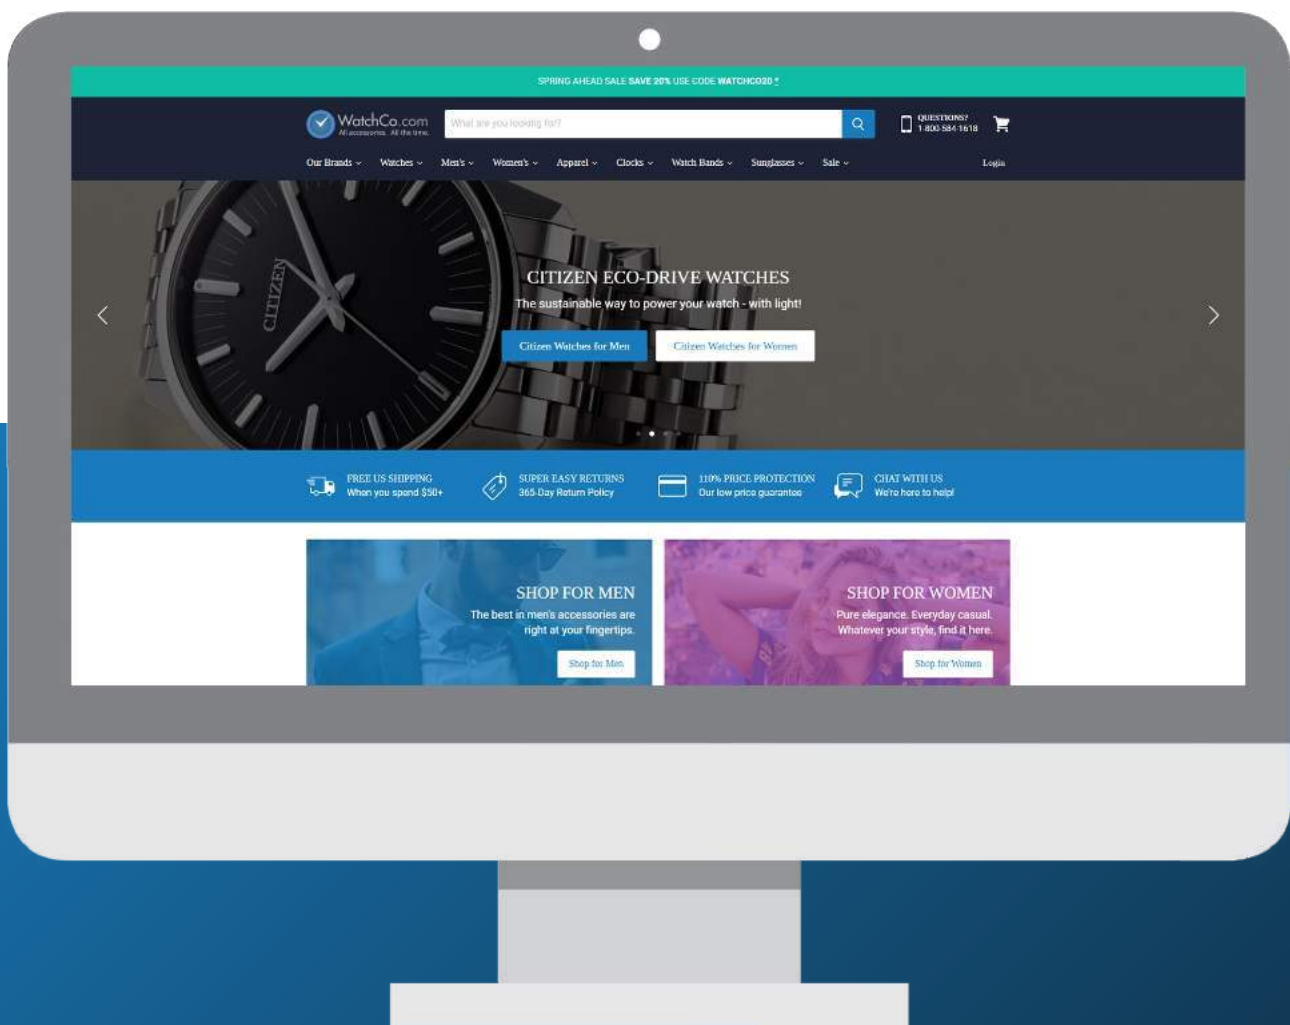 SPRING AHEAD SALE SAVE 20% USE CODE WATCHCO20 *
WatchCo.com
All accessories. All the time.
What are you looking for?
QUESTIONS?
1-800-584-1618
Our Brands
Watches
Men's
Women's
Apparel
Clocks
Watch Bands
Sunglasses
Sale
Login
CITIZEN
CITIZEN ECO-DRIVE WATCHES
The sustainable way to power your watch - with light!
Citizen Watches for Men
Citizen Watches for Women
FREE US SHIPPING
When you spend $50+
SUPER EASY RETURNS
365-Day Return Policy
110% PRICE PROTECTION
Our low price guarantee
CHAT WITH US
We're here to help!
SHOP FOR MEN
The best in men's accessories are
right at your fingertips.
Shop for Men
SHOP FOR WOMEN
Pure elegance. Everyday casual.
Whatever your style, find it here.
Shop for Women